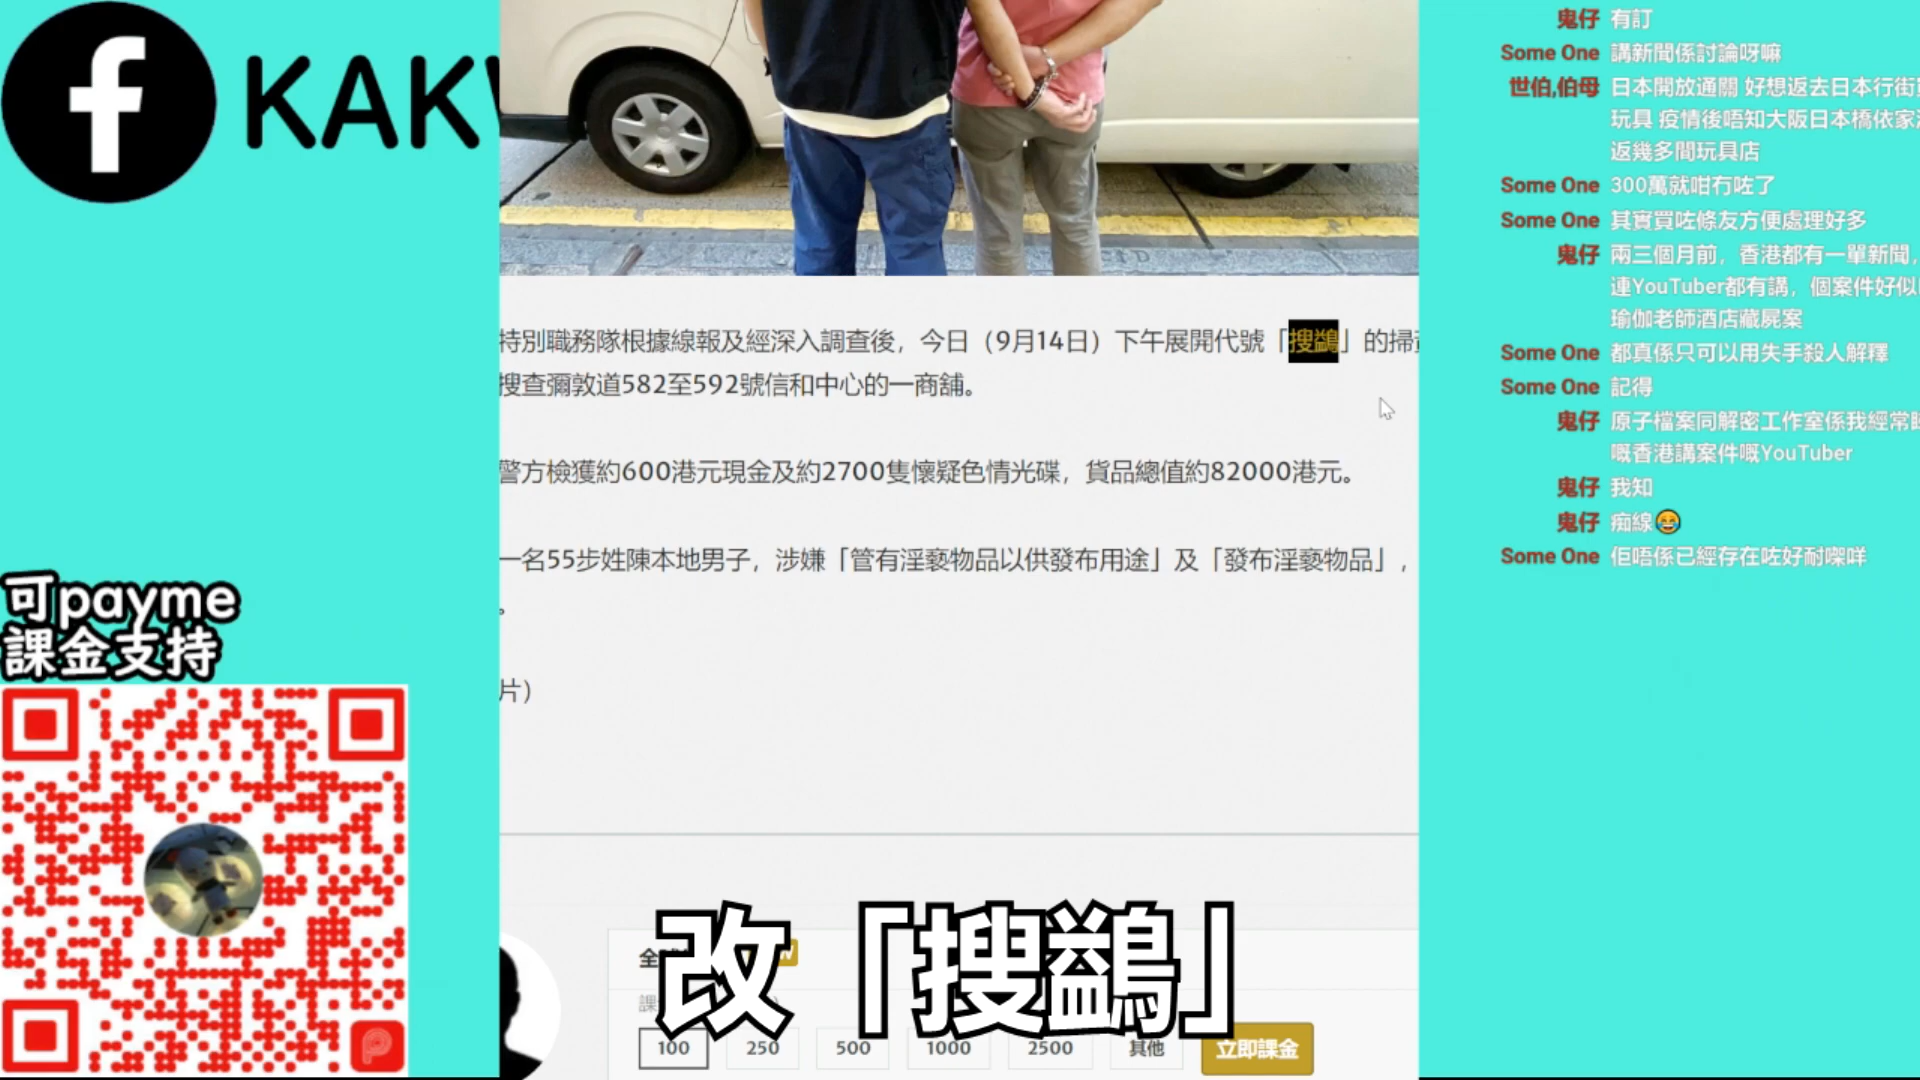 KAK
可payme
課金支持
特別職務隊根據線報及經深入調查後，今日（9月14日）下午展開代號「搜鷁」的掃
搜查彌敦道582至592號信和中心的一商舖。
警方檢獲約600港元現金及約2700隻懷疑色情光碟，貨品總值約82000港元。
一名55步姓陳本地男子，涉嫌「管有淫褻物品以供發布用途」及「發布淫褻物品」，
。
片）
改「搜鷁」
100
250
500
1000
2500
其他
立即課金
鬼仔 有訂
Some One 講新聞係討論呀嘛
世伯,伯母 日本開放通關 好想返去日本行街
玩具 疫情後唔知大阪日本橋依家
返幾多間玩具店
Some One 300萬就咁冇咗了
Some One 其實買咗條友方便處理好多
鬼仔 兩三個月前，香港都有一單新聞，
連YouTuber都有講，個案件好似
瑜伽老師酒店藏屍案
Some One 都真係只可以用失手殺人解釋
Some One 記得
鬼仔 原子檔案同解密工作室係我經常
嘅香港講案件嘅YouTuber
鬼仔 我知
鬼仔 痴線😂
Some One 佢唔係已經存在咗好耐㗎咩